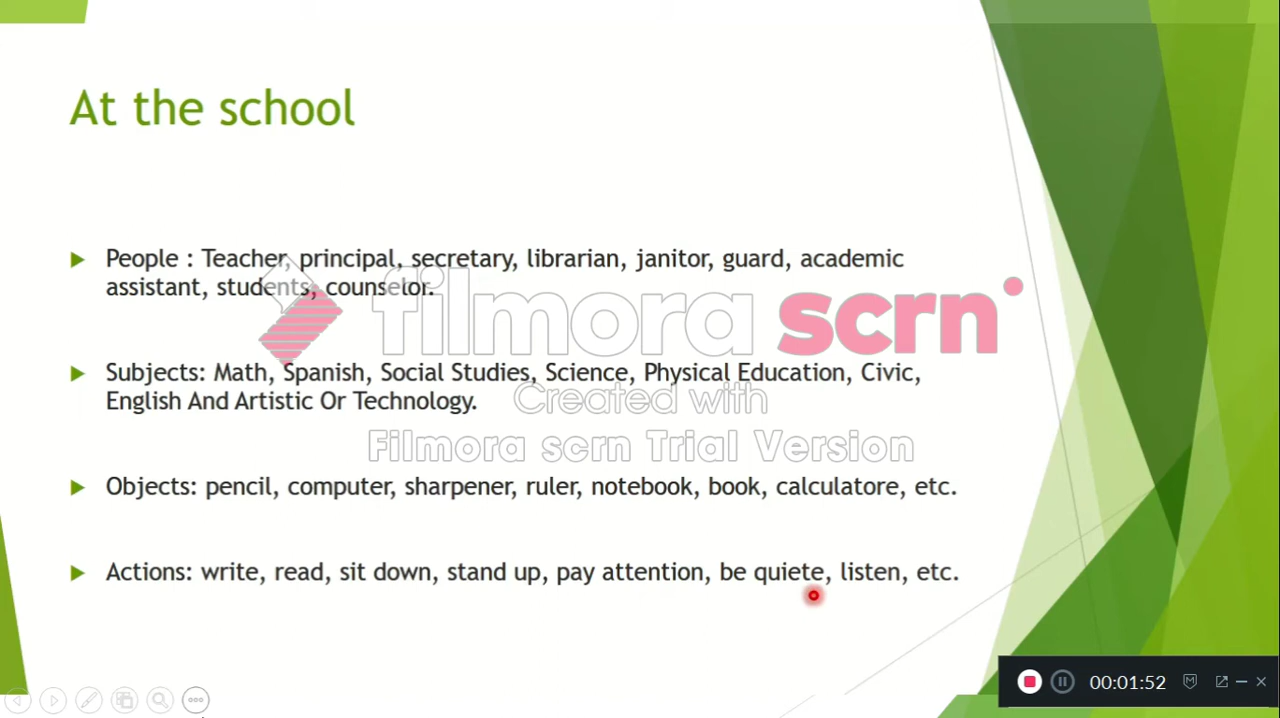 At the school
People : Teacher, principal, secretary, librarian, janitor, guard, academic
assistant, students, counselor.
filmora scrn
Subjects: Math, Spanish, Social Studies, Science, Physical Education, Civic,
English And Artistic Or Technology.
Created with
Filmora scrn Trial Version
Objects: pencil, computer, sharpener, ruler, notebook, book, calculatore, etc.
Actions: write, read, sit down, stand up, pay attention, be quiete, listen, etc.
00:01:52